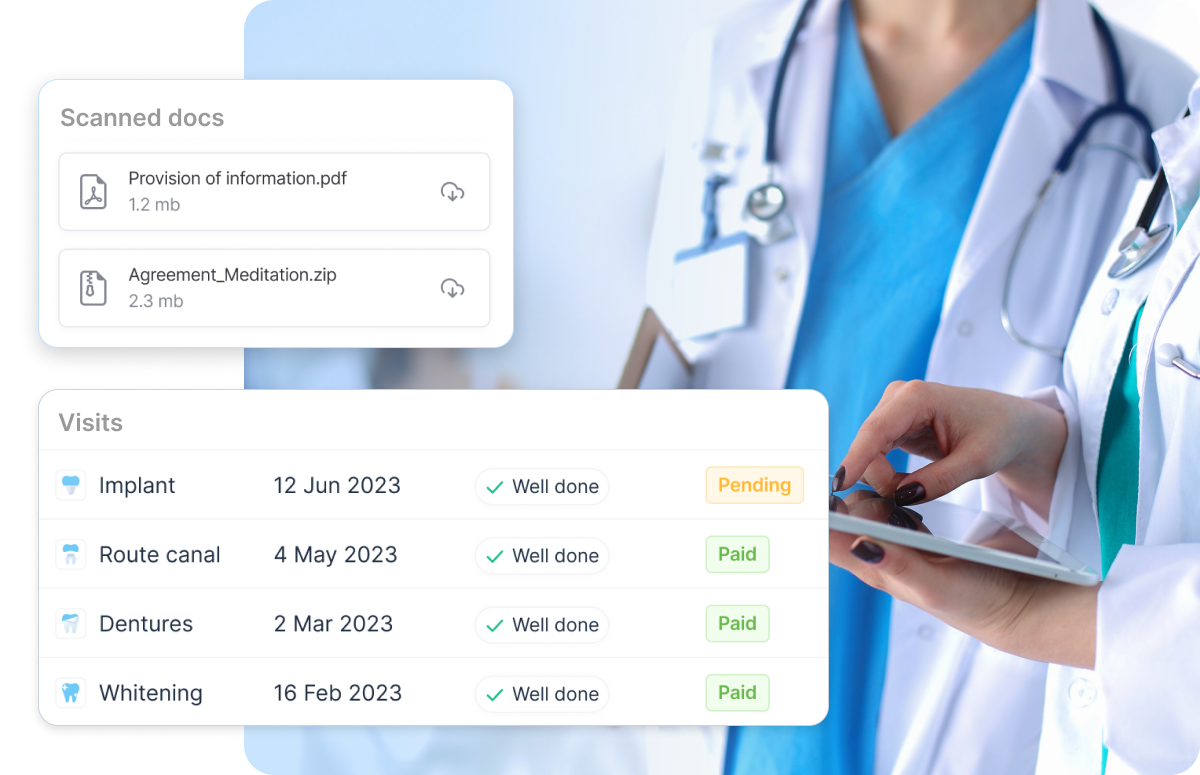 Scanned docs
Provision of information.pdf
1.2 mb
Agreement_Meditation.zip
2.3 mb
Visits
Implant 12 Jun 2023 Well done Pending
Route canal 4 May 2023 Well done Paid
Dentures 2 Mar 2023 Well done Paid
Whitening 16 Feb 2023 Well done Paid